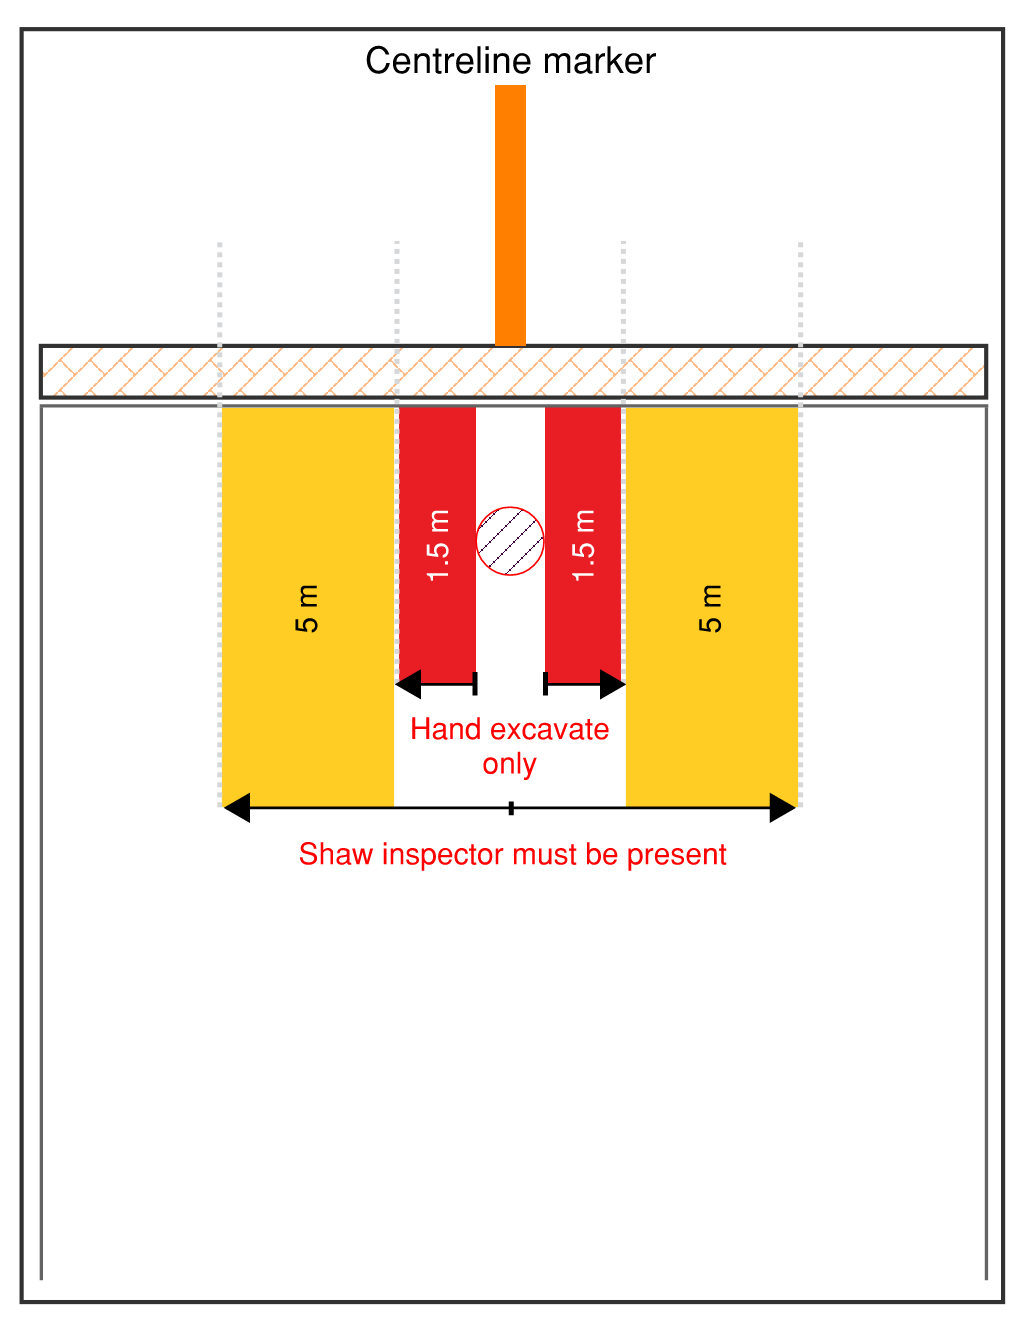 Centreline marker
1.5 m
1.5 m
5 m
5 m
Hand excavate
only
Shaw inspector must be present